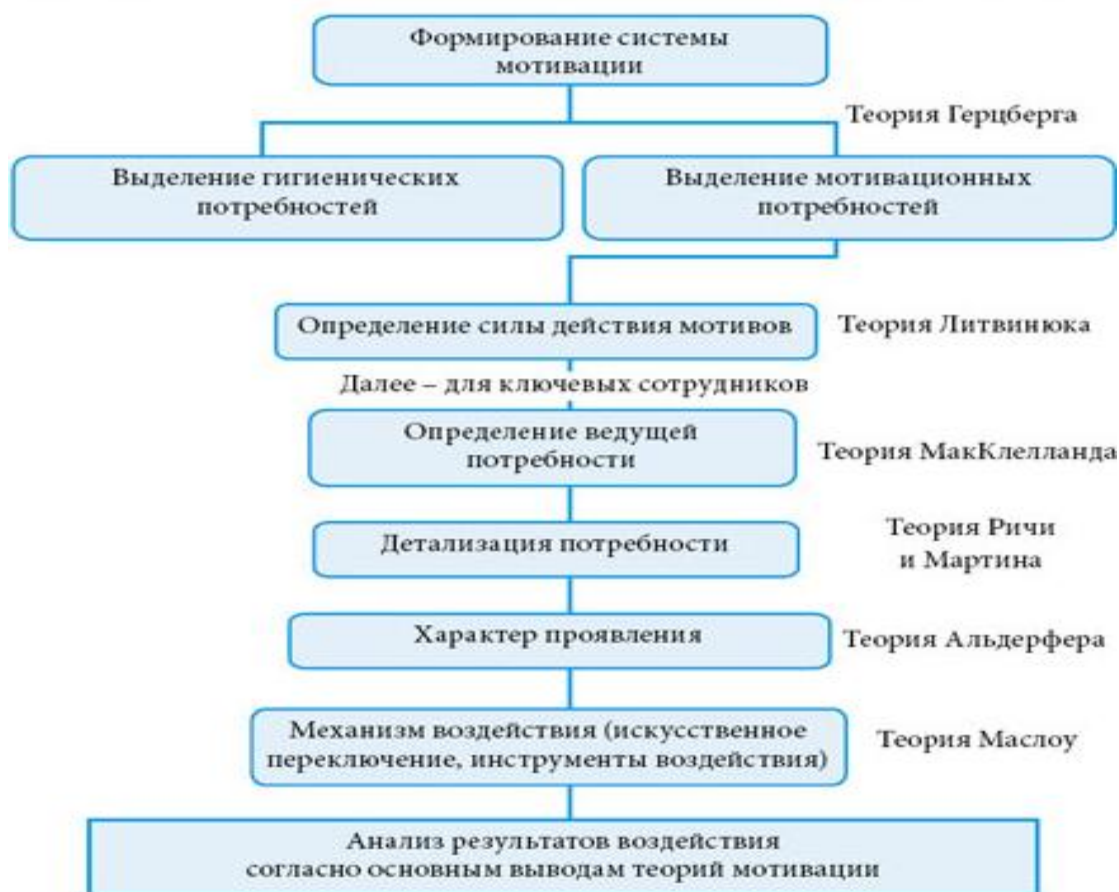 Формирование системы
мотивации
Теория Герцберга
Выделение гигиенических
потребностей
Выделение мотивационных
потребностей
Определение силы действия мотивов
Теория Литвинюка
Далее – для ключевых сотрудников
Определение ведущей
потребности
Теория МакКлелланда
Детализация потребности
Теория Ричи
и Мартина
Характер проявления
Теория Альдерфера
Механизм воздействия (искусственное
переключение, инструменты воздействия)
Теория Маслоу
Анализ результатов воздействия
согласно основным выводам теорий мотивации